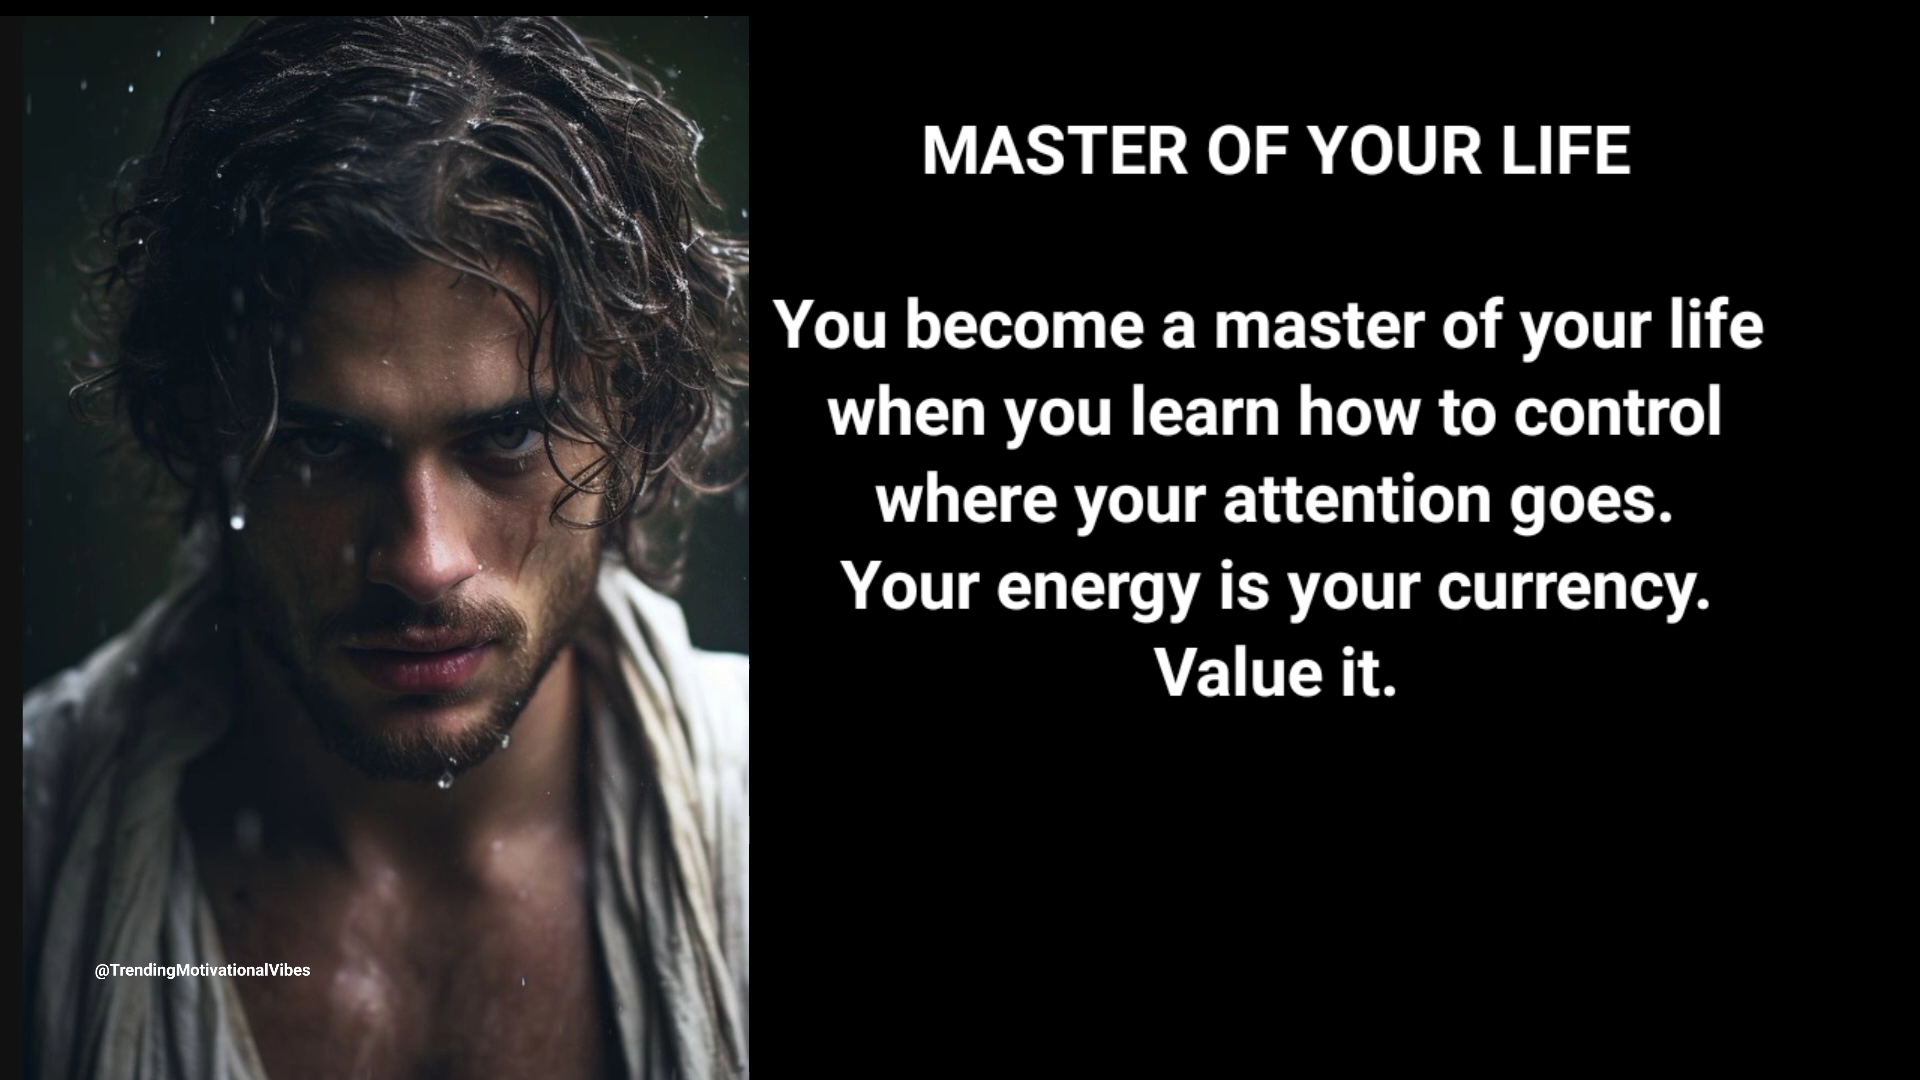 MASTER OF YOUR LIFE
You become a master of your life
when you learn how to control
where your attention goes.
Your energy is your currency.
Value it.
@TrendingMotivationalVibes